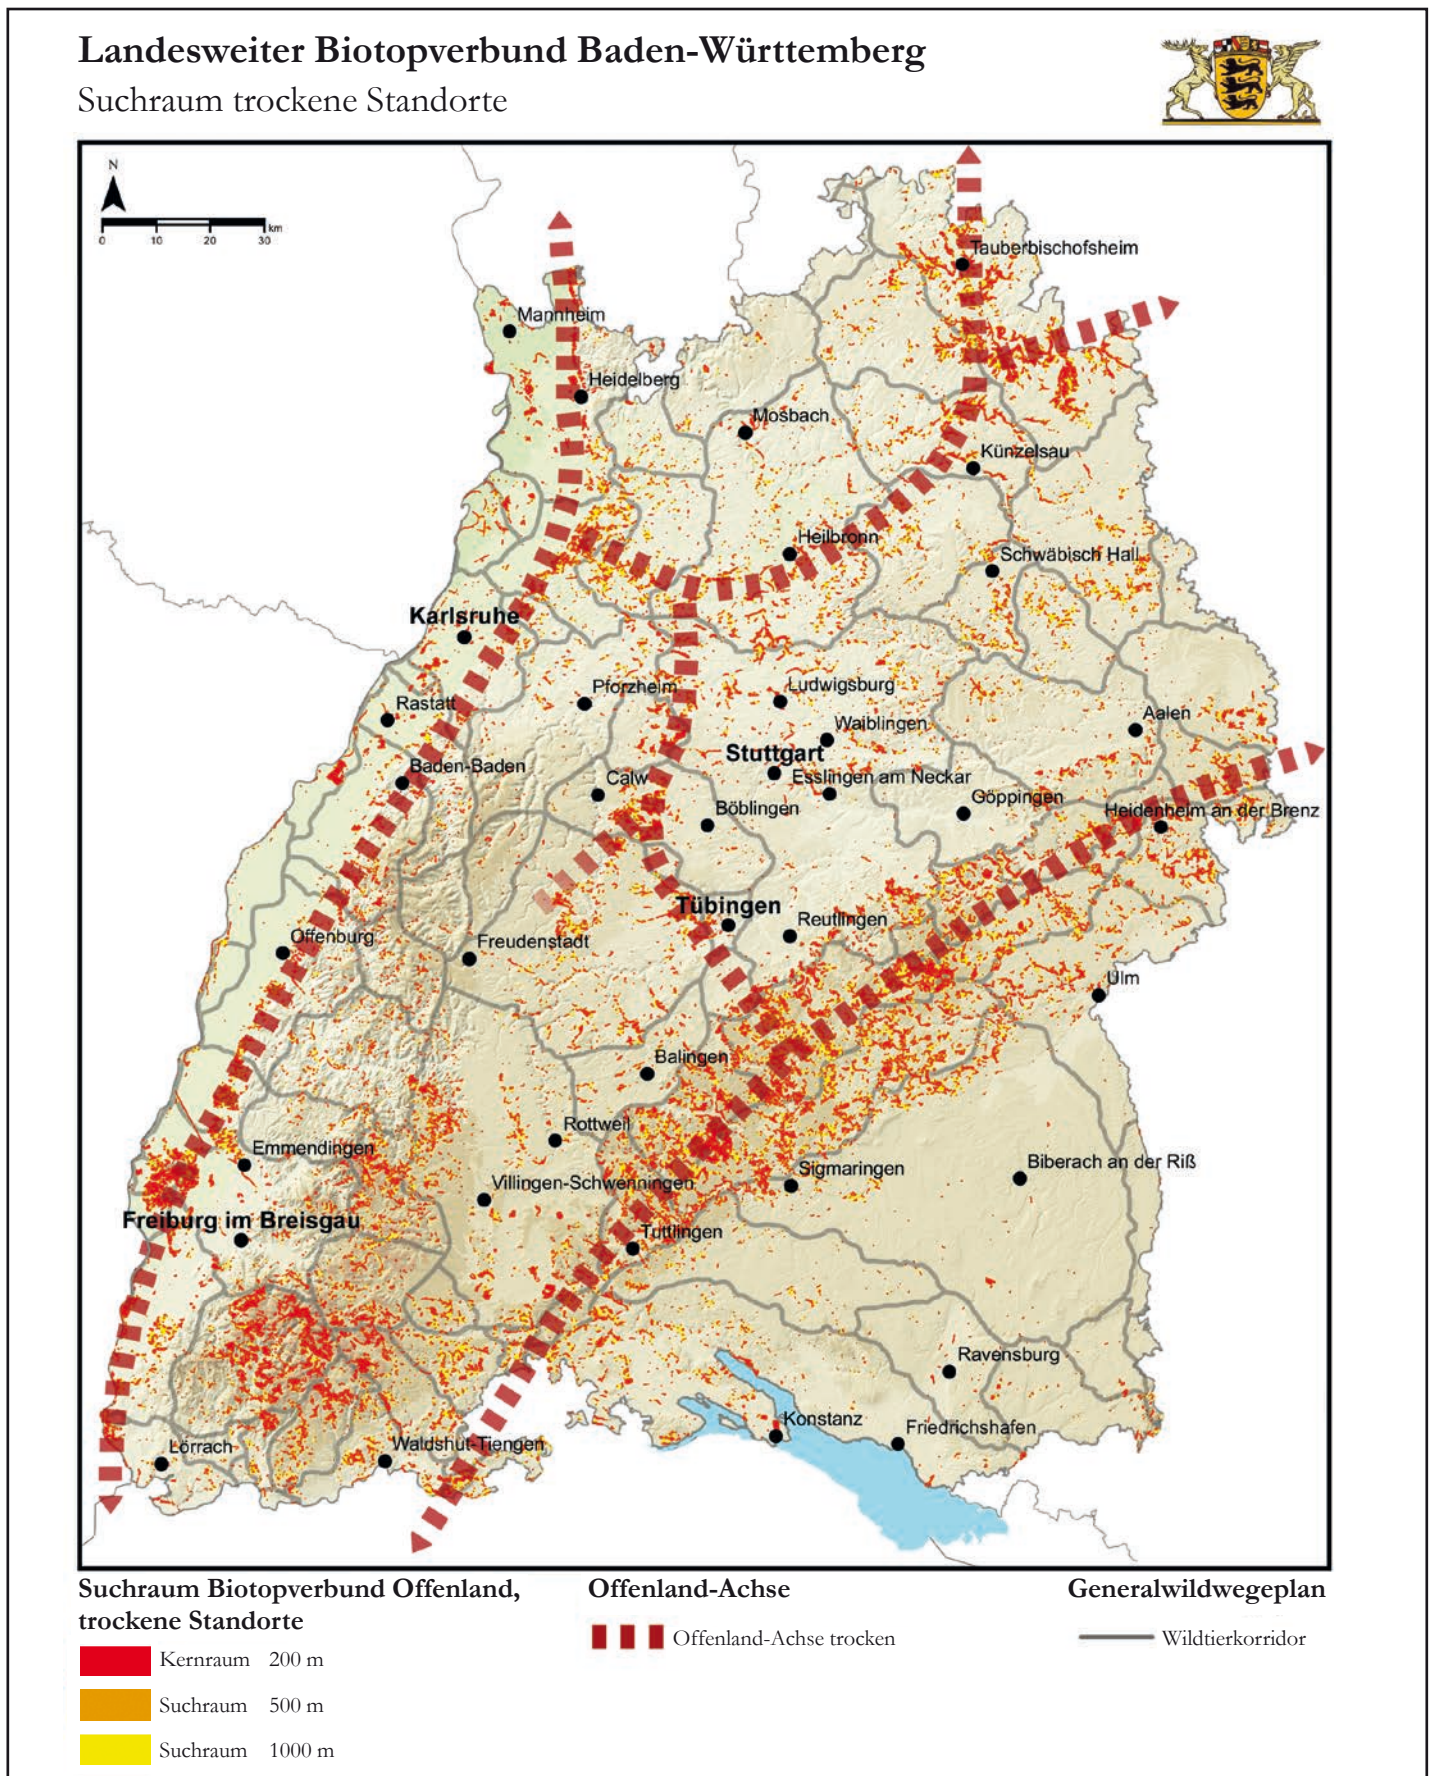 Landesweiter Biotopverbund Baden-Württemberg
Suchraum trockene Standorte
N
km
0 10 20 30
Tauberbischofsheim
Mannheim
Heidelberg
Mosbach
Künzelsau
Heilbronn
Schwäbisch Hall
Karlsruhe
Pforzheim
Ludwigsburg
Rastatt
Waiblingen
Aalen
Stuttgart
Baden-Baden
Calw
Esslingen am Neckar
Göppingen
Böblingen
Heidenheim an der Brenz
Tübingen
Reutlingen
Offenburg
Freudenstadt
Ulm
Balingen
Rottweil
Emmendingen
Biberach an der Riß
Sigmaringen
Villingen-Schwenningen
Freiburg im Breisgau
Tuttlingen
Ravensburg
Konstanz
Friedrichshafen
Lörrach
Waldshut-Tiengen
Suchraum Biotopverbund Offenland,
trockene Standorte
Kernraum 200 m
Suchraum 500 m
Suchraum 1000 m
Offenland-Achse
Offenland-Achse trocken
Generalwildwegeplan
Wildtierkorridor